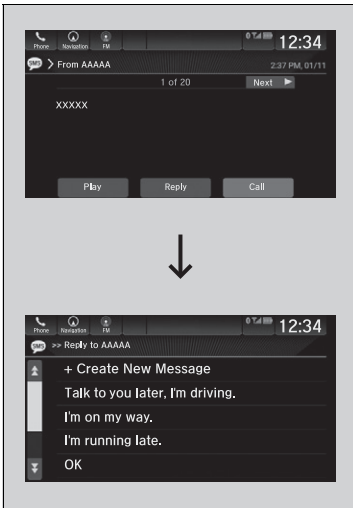 Phone Navigation FM 12:34
SMS From AAAAA 2:37 PM, 01/11
1 of 20 Next
xxxxx
Play Reply Call
Phone Navigation FM 12:34
SMS >> Reply to AAAAA
+ Create New Message
Talk to you later, I'm driving.
I'm on my way.
I'm running late.
OK